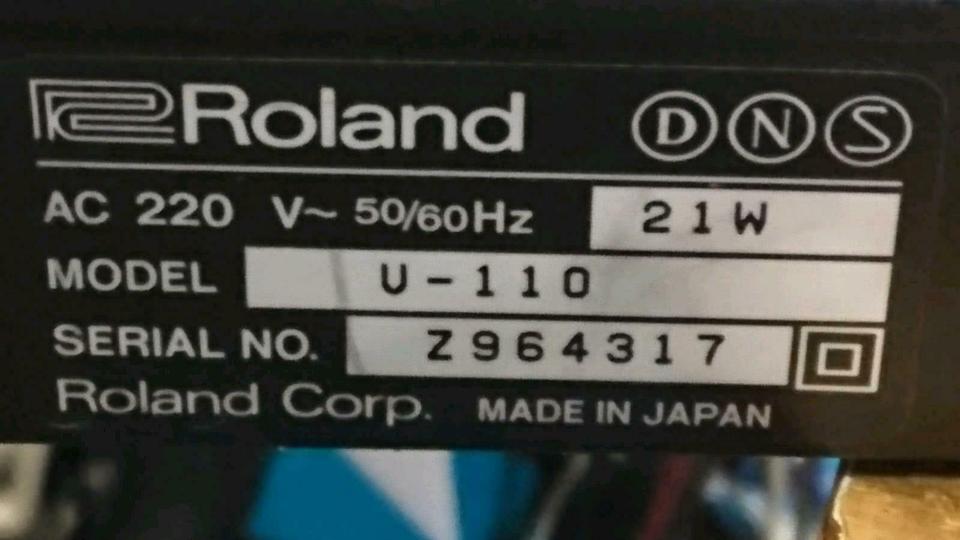 Roland D N S
AC 220 V~ 50/60Hz 21W
MODEL U-110
SERIAL NO. Z964317
Roland Corp. MADE IN JAPAN